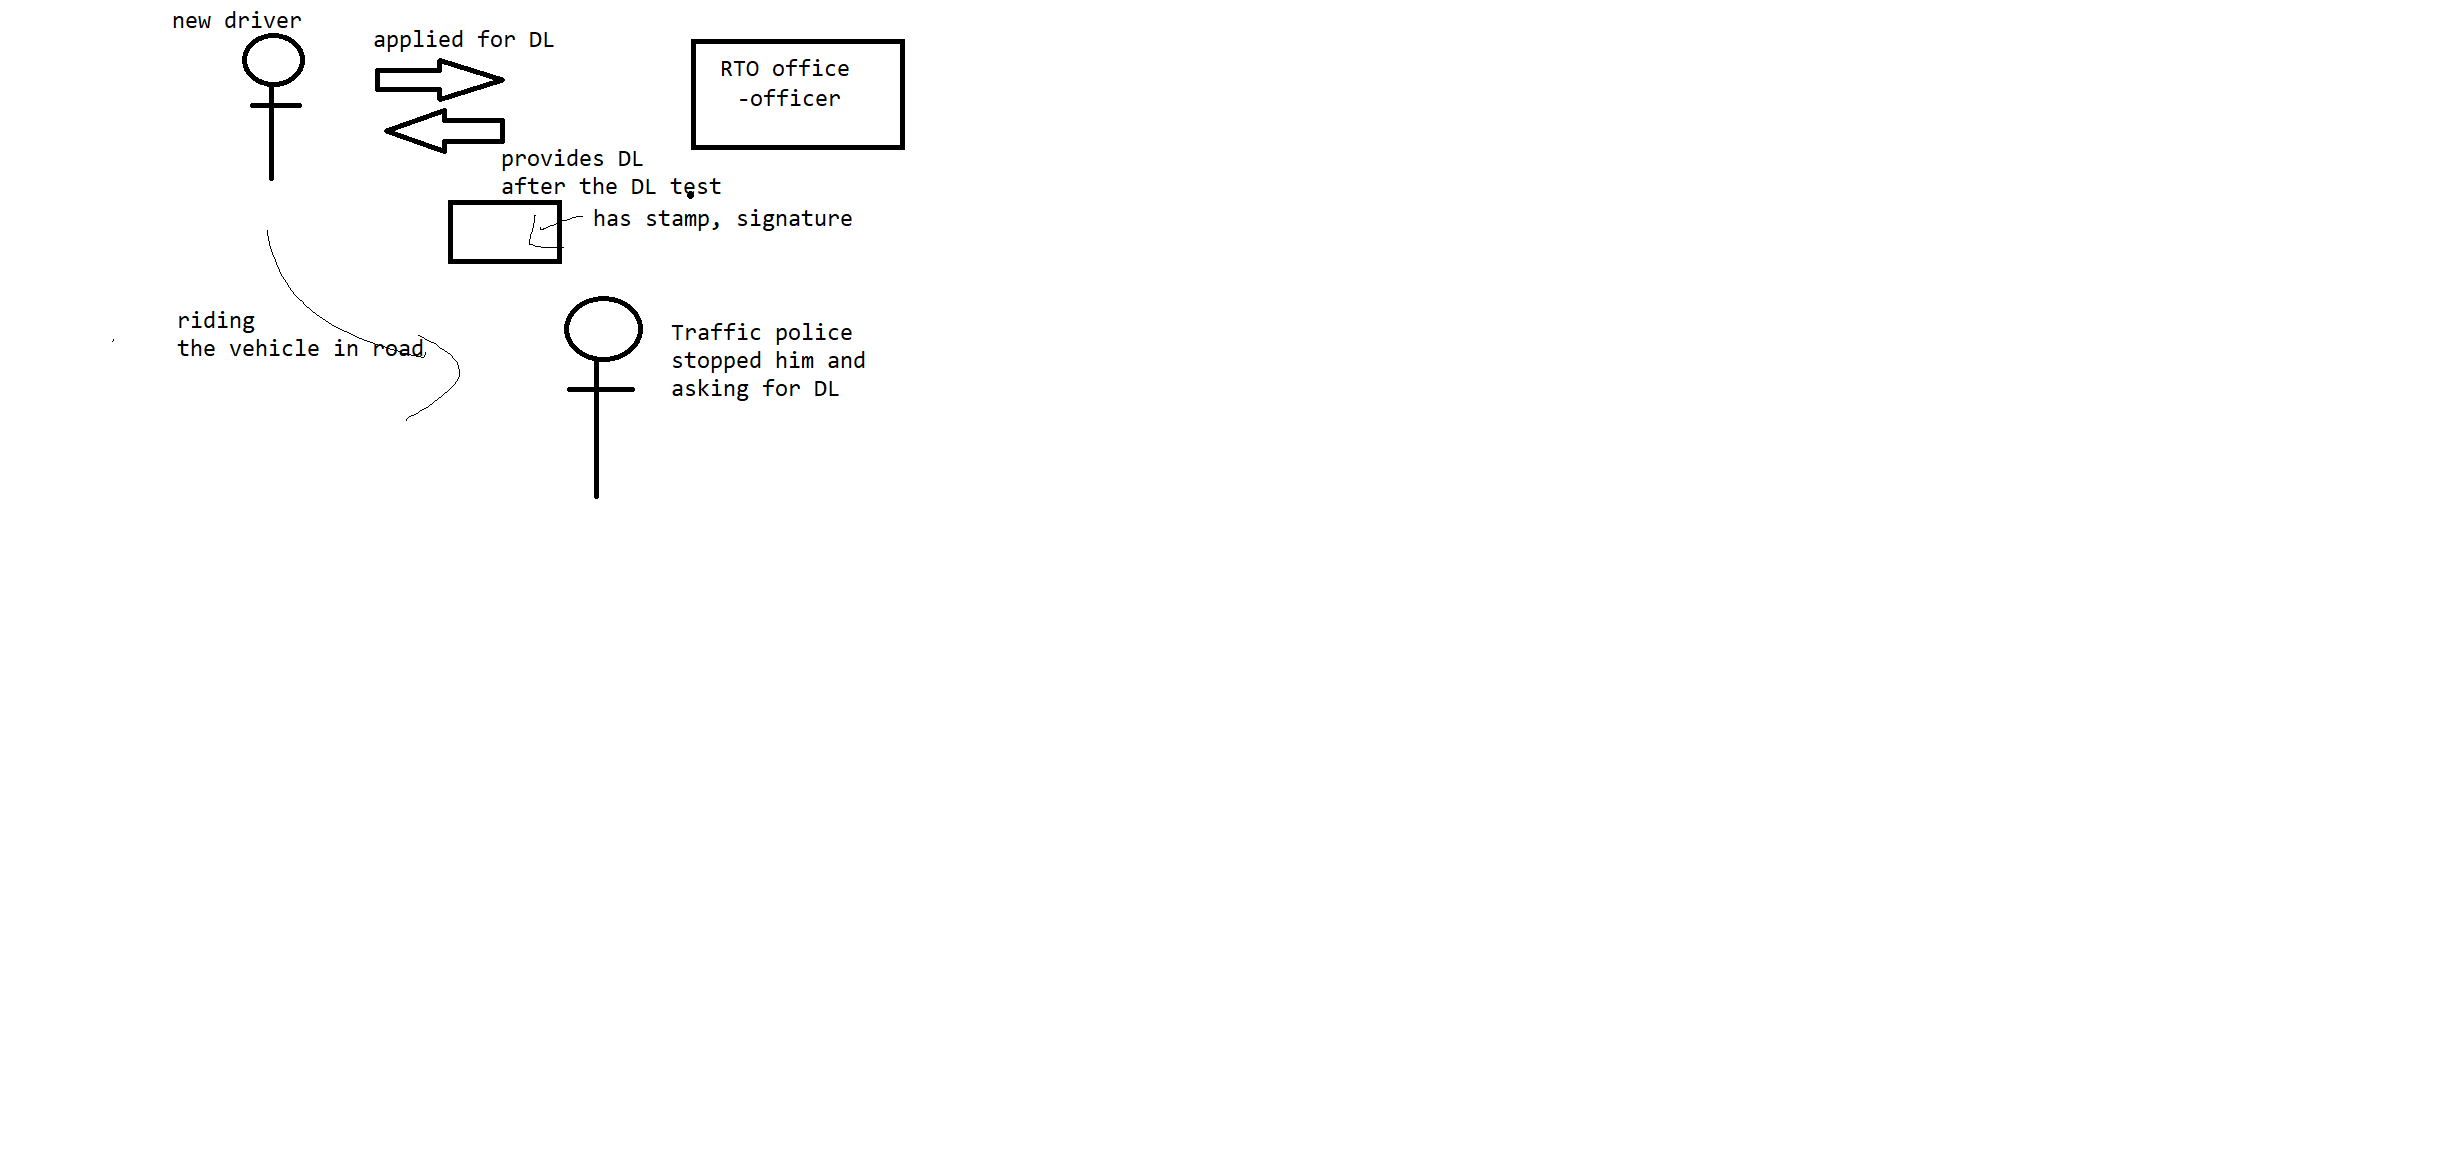 new driver
applied for DL
RTO office
-officer
provides DL
after the DL test
has stamp, signature
riding
the vehicle in road
Traffic police
stopped him and
asking for DL